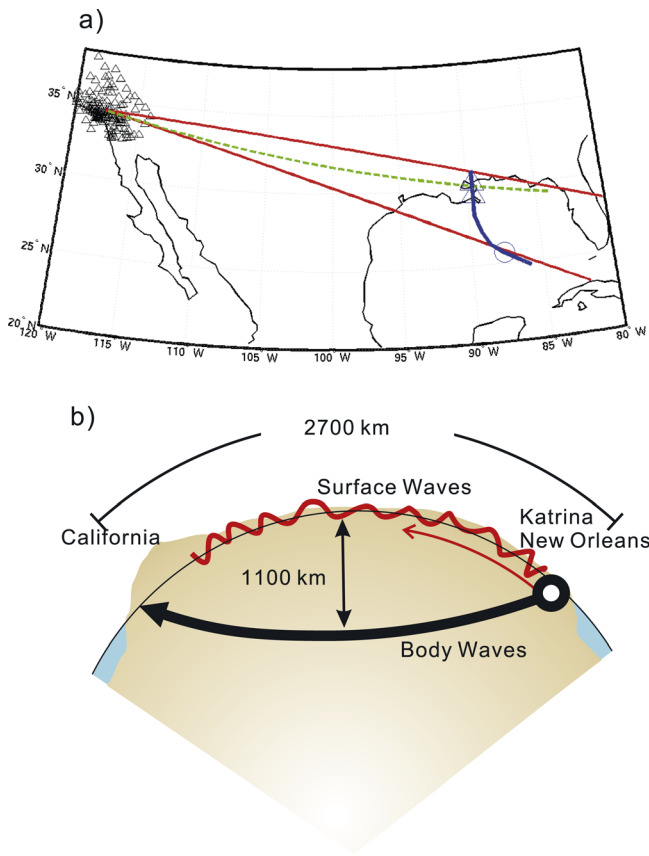 a)
35° N
30° N
25° N
20° N
120° W
115° W
110° W
105° W
100° W
95° W
90° W
85° W
80° W
b)
2700 km
Surface Waves
California
Katrina
New Orleans
1100 km
Body Waves